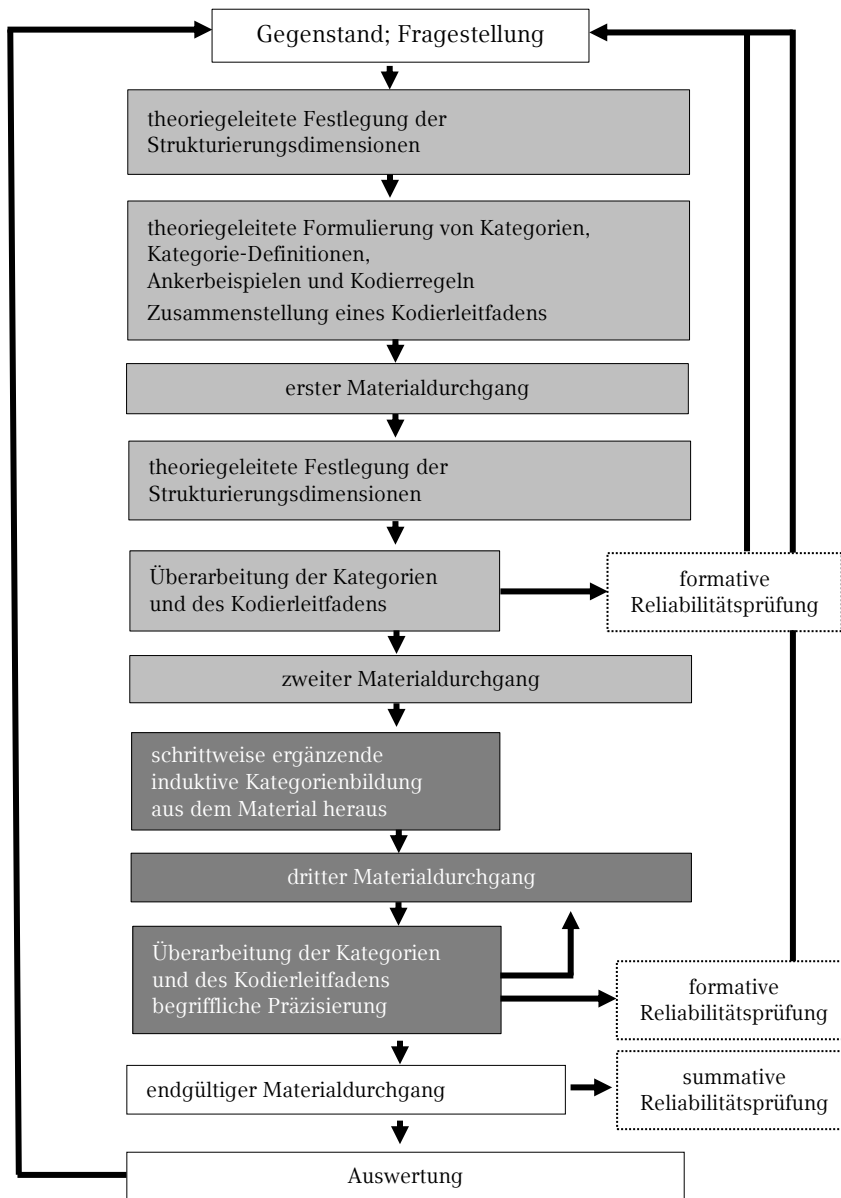 Gegenstand; Fragestellung
theoriegeleitete Festlegung der
Strukturierungsdimensionen
theoriegeleitete Formulierung von Kategorien,
Kategorie-Definitionen,
Ankerbeispielen und Kodierregeln
Zusammenstellung eines Kodierleitfadens
erster Materialdurchgang
theoriegeleitete Festlegung der
Strukturierungsdimensionen
Überarbeitung der Kategorien
und des Kodierleitfadens
formative
Reliabilitätsprüfung
zweiter Materialdurchgang
schrittweise ergänzende
induktive Kategorienbildung
aus dem Material heraus
dritter Materialdurchgang
Überarbeitung der Kategorien
und des Kodierleitfadens
begriffliche Präzisierung
formative
Reliabilitätsprüfung
endgültiger Materialdurchgang
summative
Reliabilitätsprüfung
Auswertung